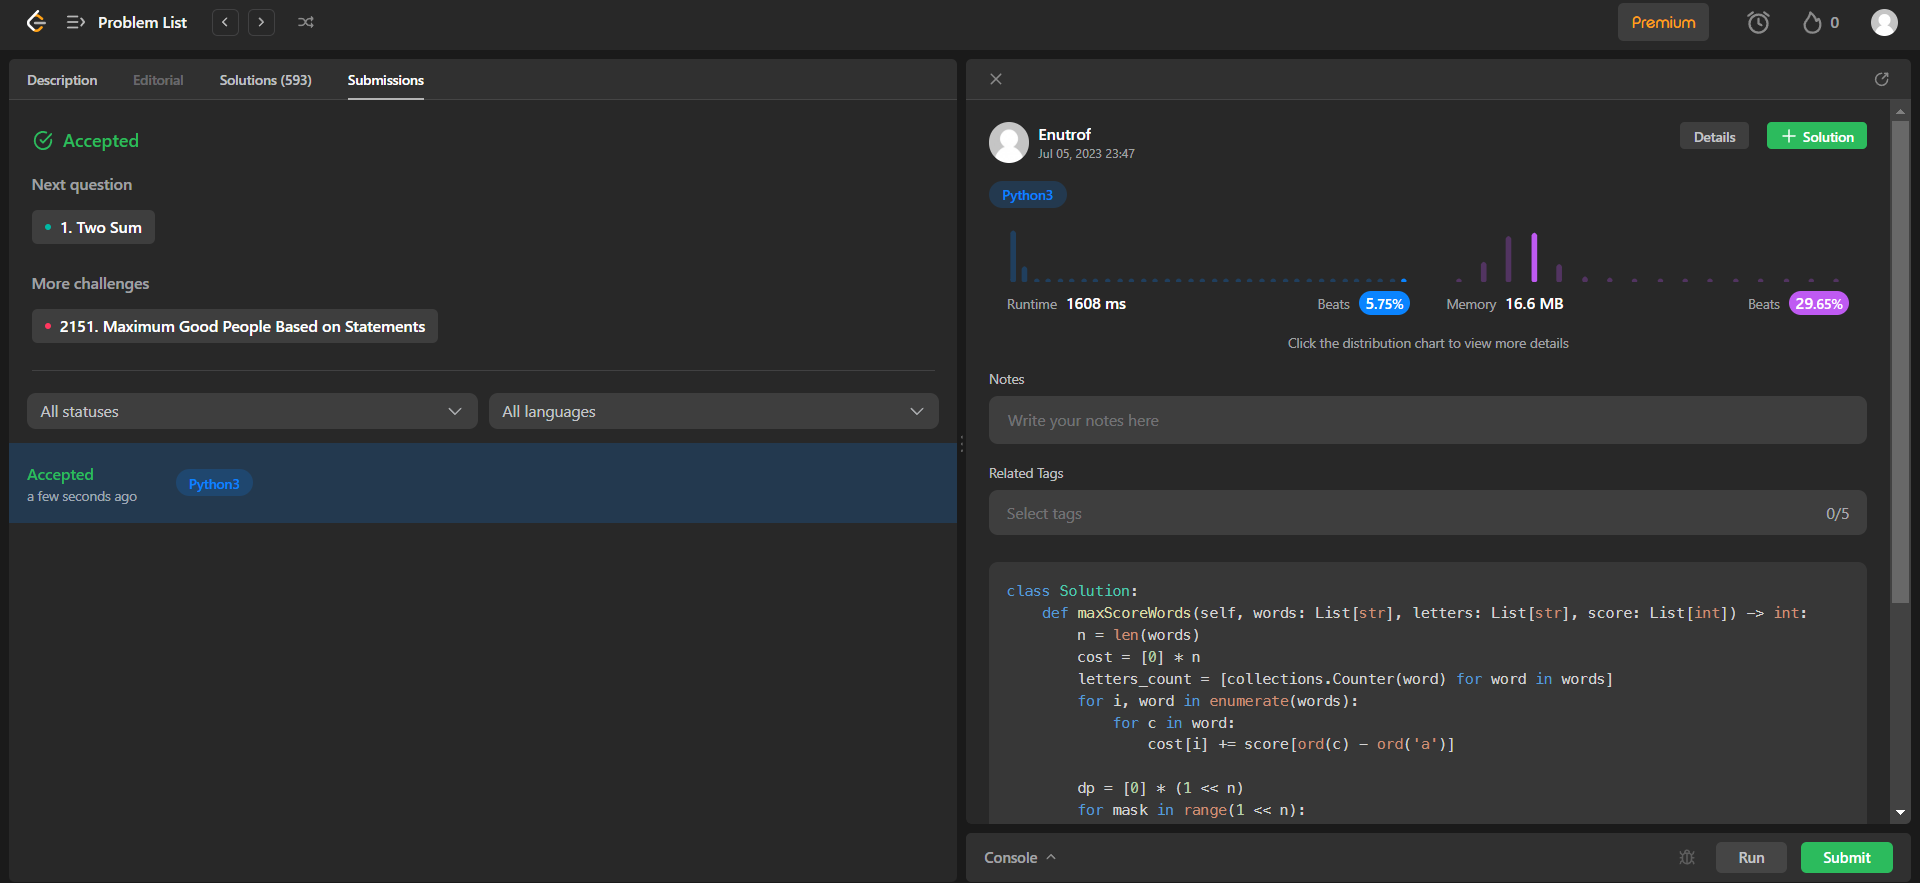 Problem List
Premium
0
Description Editorial Solutions (593) Submissions
Accepted
Next question
1. Two Sum
More challenges
2151. Maximum Good People Based on Statements
All statuses
All languages
Accepted
a few seconds ago
Python3
Enutrof
Jul 05, 2023 23:47
Details
Solution
Python3
Runtime 1608 ms
Beats 5.75%
Memory 16.6 MB
Beats 29.65%
Click the distribution chart to view more details
Notes
Write your notes here
Related Tags
Select tags
0/5
class Solution:
    def maxScoreWords(self, words: List[str], letters: List[str], score: List[int]) -> int:
        n = len(words)
        cost = [0] * n
        letters_count = [collections.Counter(word) for word in words]
        for i, word in enumerate(words):
            for c in word:
                cost[i] += score[ord(c) - ord('a')]
        dp = [0] * (1 << n)
        for mask in range(1 << n):
Console
Run
Submit